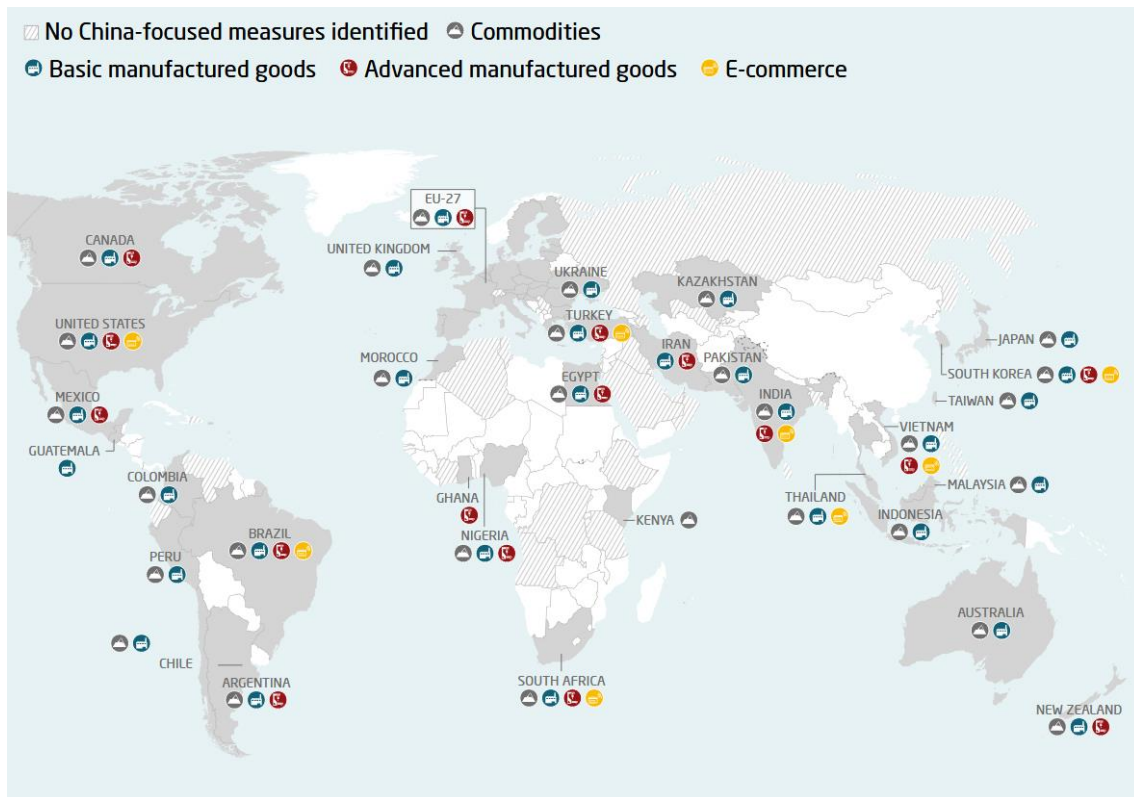 No China-focused measures identified Commodities
Basic manufactured goods Advanced manufactured goods E-commerce
EU-27
CANADA
UNITED KINGDOM
UKRAINE
KAZAKHSTAN
UNITED STATES
TURKEY
JAPAN
IRAN
MOROCCO
PAKISTAN
SOUTH KOREA
EGYPT
MEXICO
INDIA
TAIWAN
VIETNAM
GUATEMALA
COLOMBIA
MALAYSIA
GHANA
THAILAND
INDONESIA
KENYA
BRAZIL
NIGERIA
PERU
AUSTRALIA
CHILE
ARGENTINA
SOUTH AFRICA
NEW ZEALAND